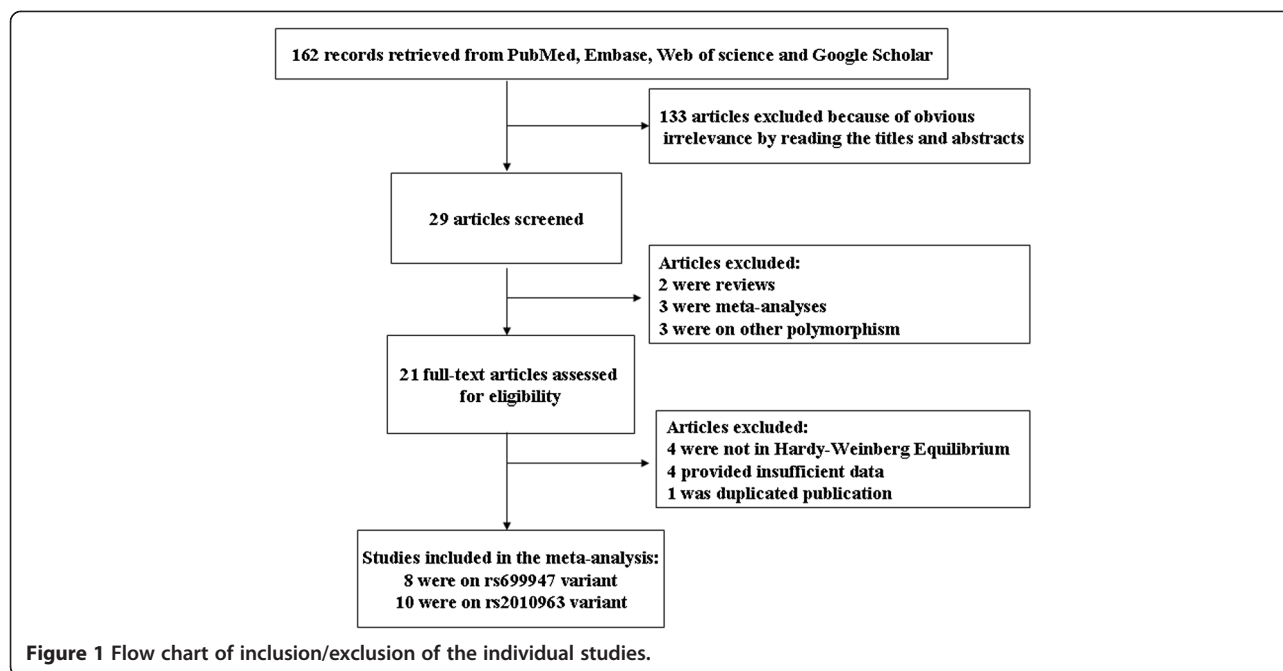 162 records retrieved from PubMed, Embase, Web of science and Google Scholar
133 articles excluded because of obvious
irrelevance by reading the titles and abstracts
29 articles screened
Articles excluded:
2 were reviews
3 were meta-analyses
3 were on other polymorphism
21 full-text articles assessed
for eligibility
Articles excluded:
4 were not in Hardy-Weinberg Equilibrium
4 provided insufficient data
1 was duplicated publication
Studies included in the meta-analysis:
8 were on rs699947 variant
10 were on rs2010963 variant
Figure 1 Flow chart of inclusion/exclusion of the individual studies.